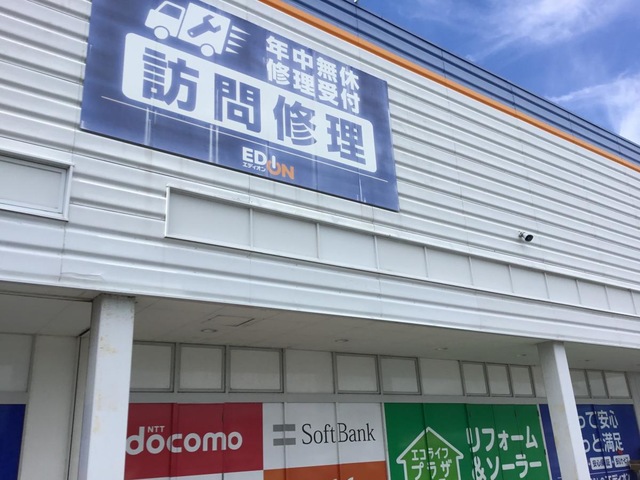 年中無休
修理受付
訪問修理
EDION
エディオン
NTT
docomo
SoftBank
エコライフ
プラザ
リフォーム
&ソーラー
って安心
っと満足